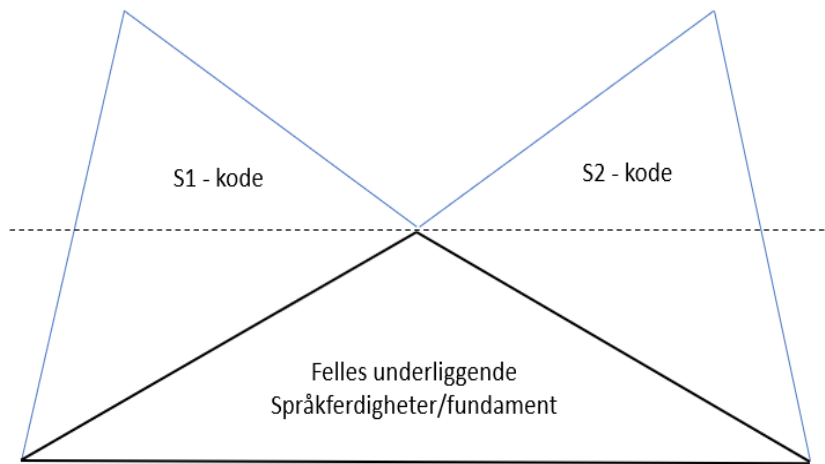 S1 - kode
S2 - kode
Felles underliggende
Språkferdigheter/fundament